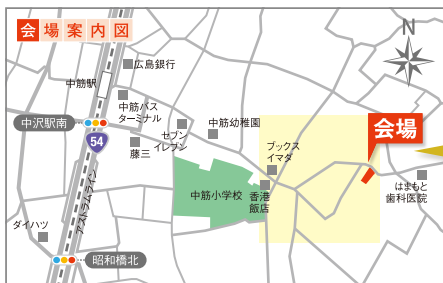 会場案内図
N
広島銀行
中筋駅
中筋バス
ターミナル
中沢駅南
セブン
イレブン
中筋幼稚園
会場
54
藤三
ブックス
イマダ
アストラムライン
中筋小学校
香港
飯店
はまもと
歯科医院
ダイハツ
昭和橋北